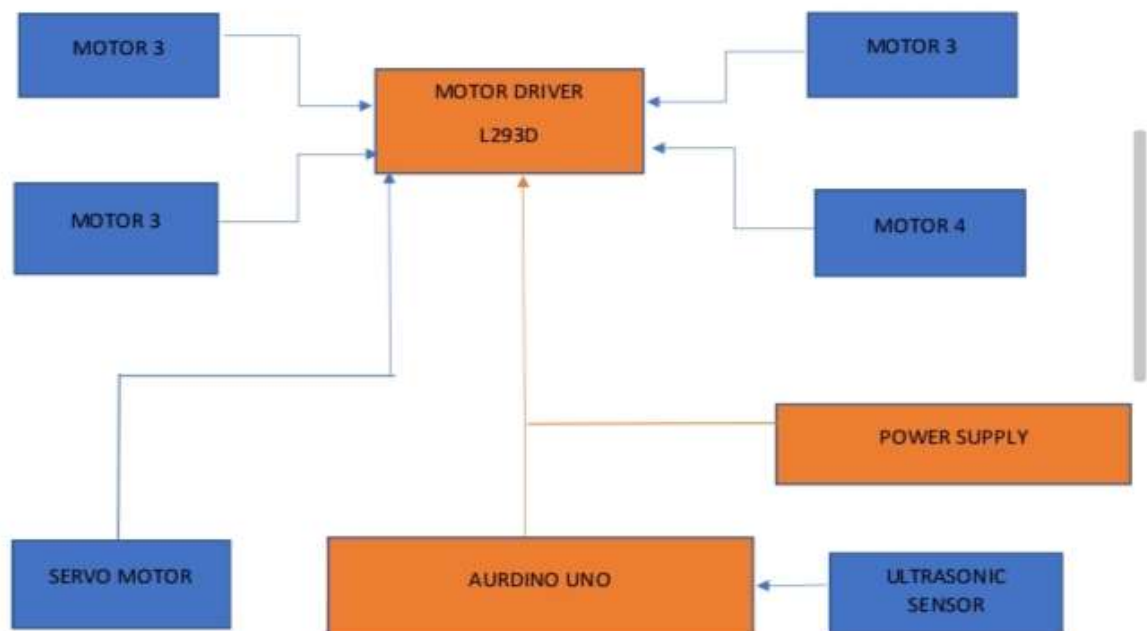 MOTOR 3
MOTOR 3
MOTOR DRIVER
L293D
MOTOR 3
MOTOR 4
POWER SUPPLY
SERVO MOTOR
AURDINO UNO
ULTRASONIC
SENSOR